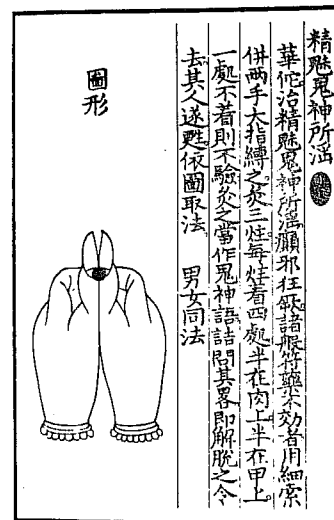 精魅鬼神所淫
華佗治精魅鬼神所淫癲邪狂厥諸般符藥不効者用細索
併兩手大指縛之灸三炷每炷着四處半在肉上半在甲上
一處不着則不驗灸之當作鬼神語詰問其畧即解脫之令
去其人遂甦依圖取法 男女同法
圖形